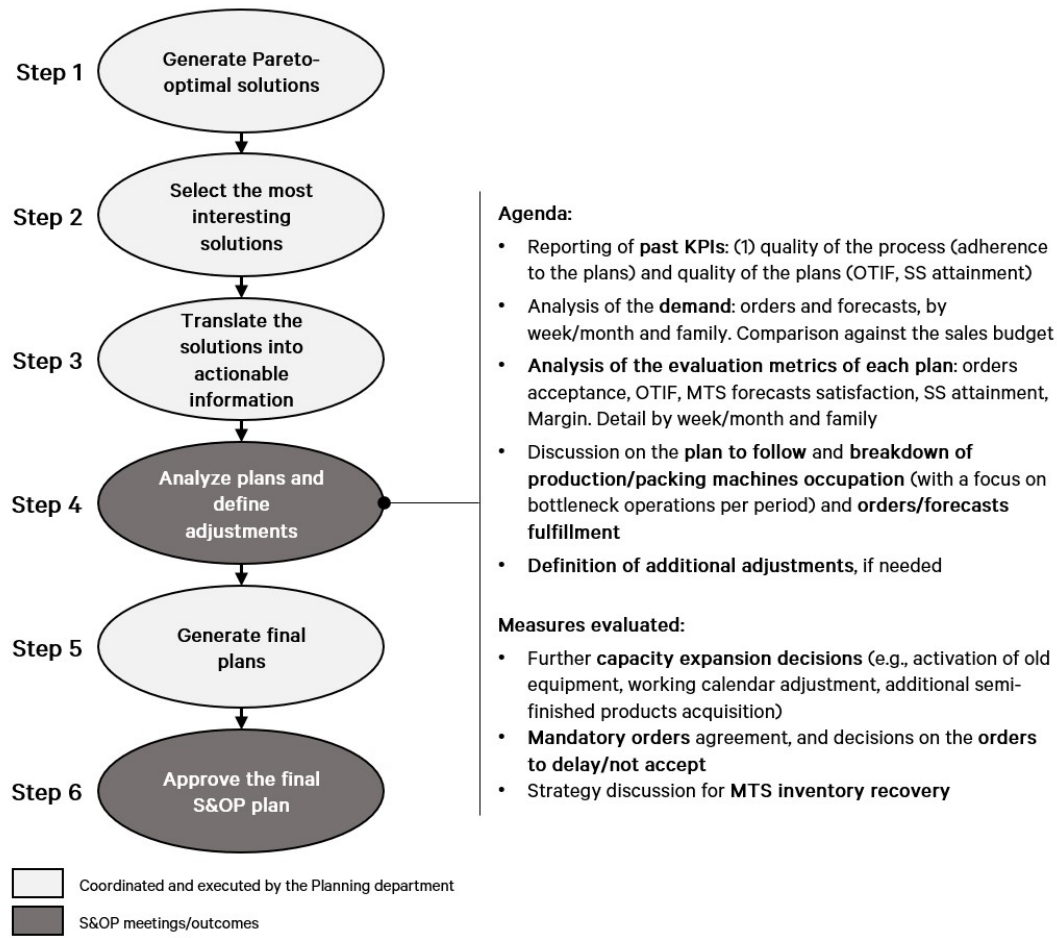 Step 1
Generate Pareto-
optimal solutions
Step 2
Select the most
interesting
solutions
Step 3
Translate the
solutions into
actionable
information
Step 4
Analyze plans and
define
adjustments
Step 5
Generate final
plans
Step 6
Approve the final
S&OP plan
Agenda:
• Reporting of past KPIs: (1) quality of the process (adherence
to the plans) and quality of the plans (OTIF, SS attainment)
• Analysis of the demand: orders and forecasts, by
week/month and family. Comparison against the sales budget
• Analysis of the evaluation metrics of each plan: orders
acceptance, OTIF, MTS forecasts satisfaction, SS attainment,
Margin. Detail by week/month and family
• Discussion on the plan to follow and breakdown of
production/packing machines occupation (with a focus on
bottleneck operations per period) and orders/forecasts
fulfillment
• Definition of additional adjustments, if needed
Measures evaluated:
• Further capacity expansion decisions (e.g., activation of old
equipment, working calendar adjustment, additional semi-
finished products acquisition)
• Mandatory orders agreement, and decisions on the orders
to delay/not accept
• Strategy discussion for MTS inventory recovery
Coordinated and executed by the Planning department
S&OP meetings/outcomes